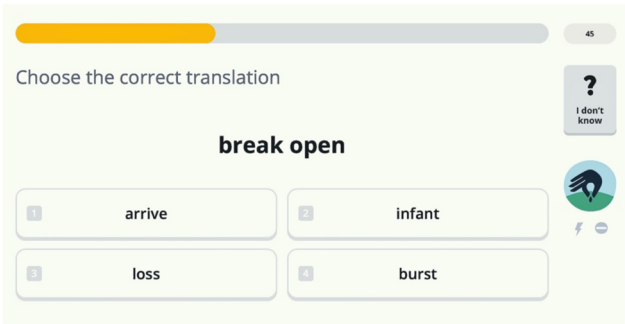 45
Choose the correct translation
?
I don't
know
break open
1 arrive
2 infant
3 loss
4 burst